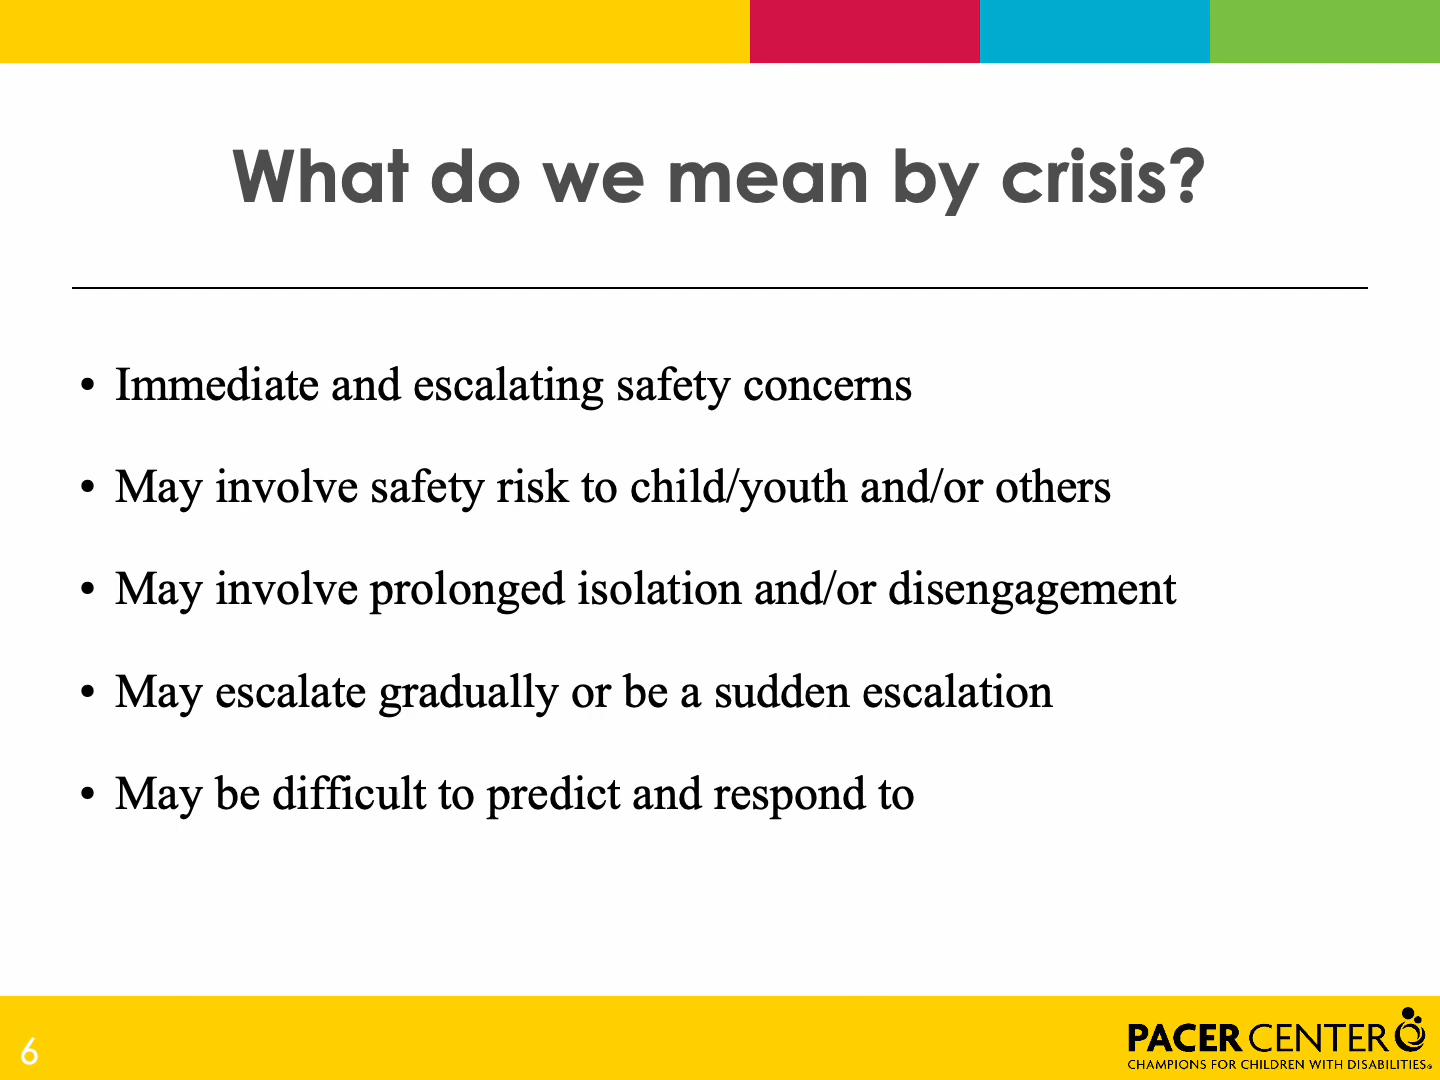 What do we mean by crisis?
• Immediate and escalating safety concerns
• May involve safety risk to child/youth and/or others
• May involve prolonged isolation and/or disengagement
• May escalate gradually or be a sudden escalation
• May be difficult to predict and respond to
6
PACER CENTER
CHAMPIONS FOR CHILDREN WITH DISABILITIES®